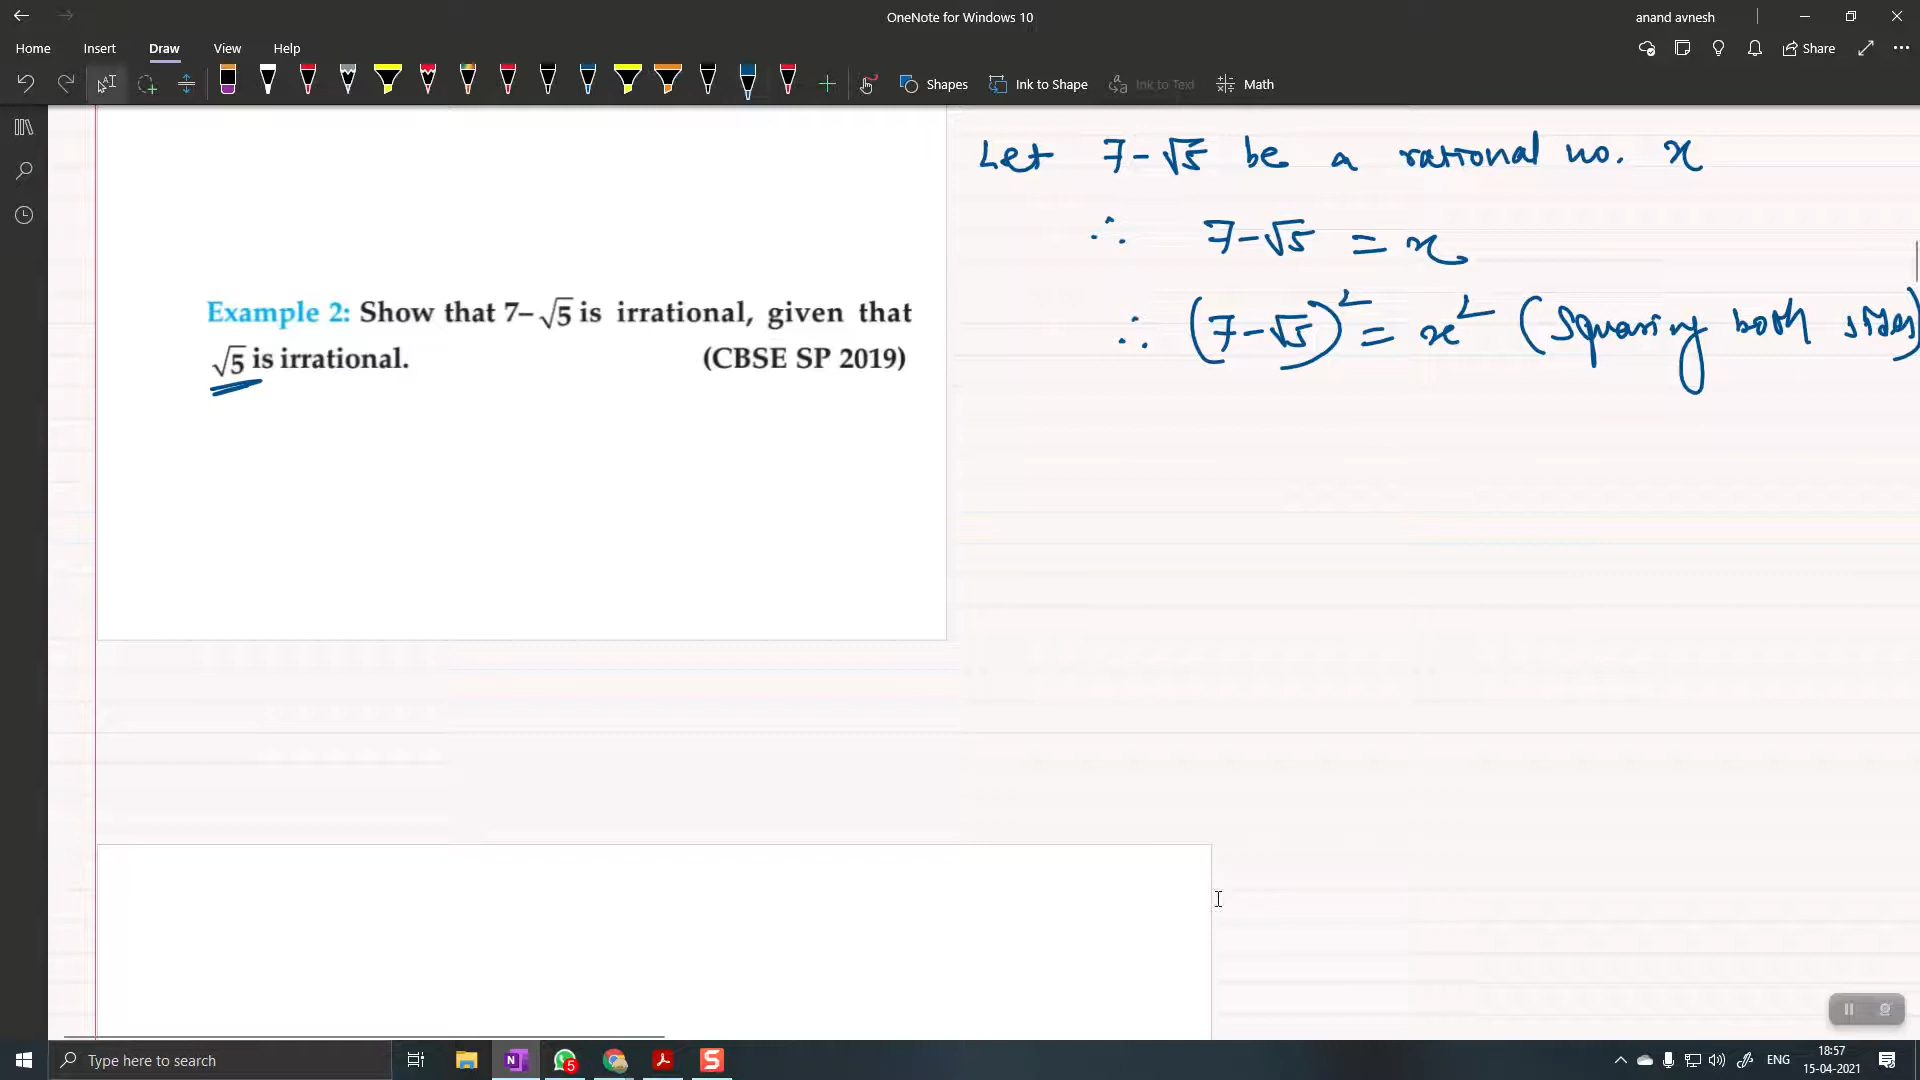 OneNote for Windows 10
anand avnesh
Home Insert Draw View Help
Share
Shapes Ink to Shape Ink to Text Math
Let 7-√5 be a rational no. x
∴ 7-√5 = x
∴ (7-√5)² = x² (Squaring both sides)
Example 2: Show that 7–√5 is irrational, given that
√5 is irrational. (CBSE SP 2019)
Type here to search
5
ENG
18:57
15-04-2021